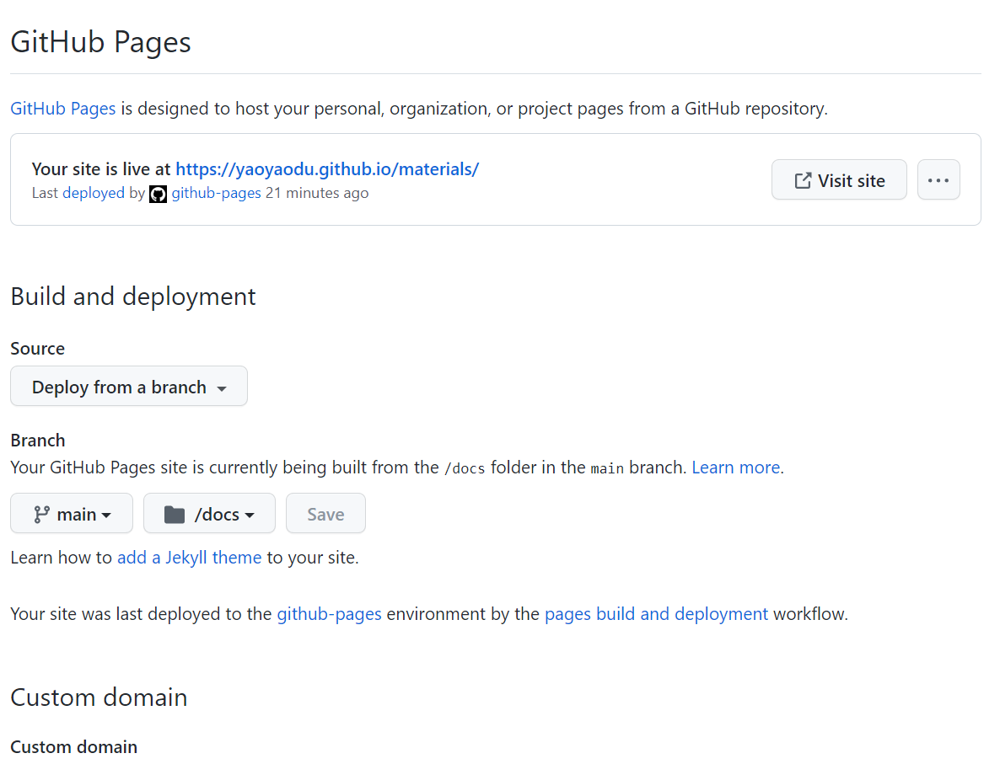 GitHub Pages
GitHub Pages is designed to host your personal, organization, or project pages from a GitHub repository.
Your site is live at https://yaoyaodu.github.io/materials/
Last deployed by github-pages 21 minutes ago
Visit site
Build and deployment
Source
Deploy from a branch
Branch
Your GitHub Pages site is currently being built from the /docs folder in the main branch. Learn more.
main
/docs
Save
Learn how to add a Jekyll theme to your site.
Your site was last deployed to the github-pages environment by the pages build and deployment workflow.
Custom domain
Custom domain